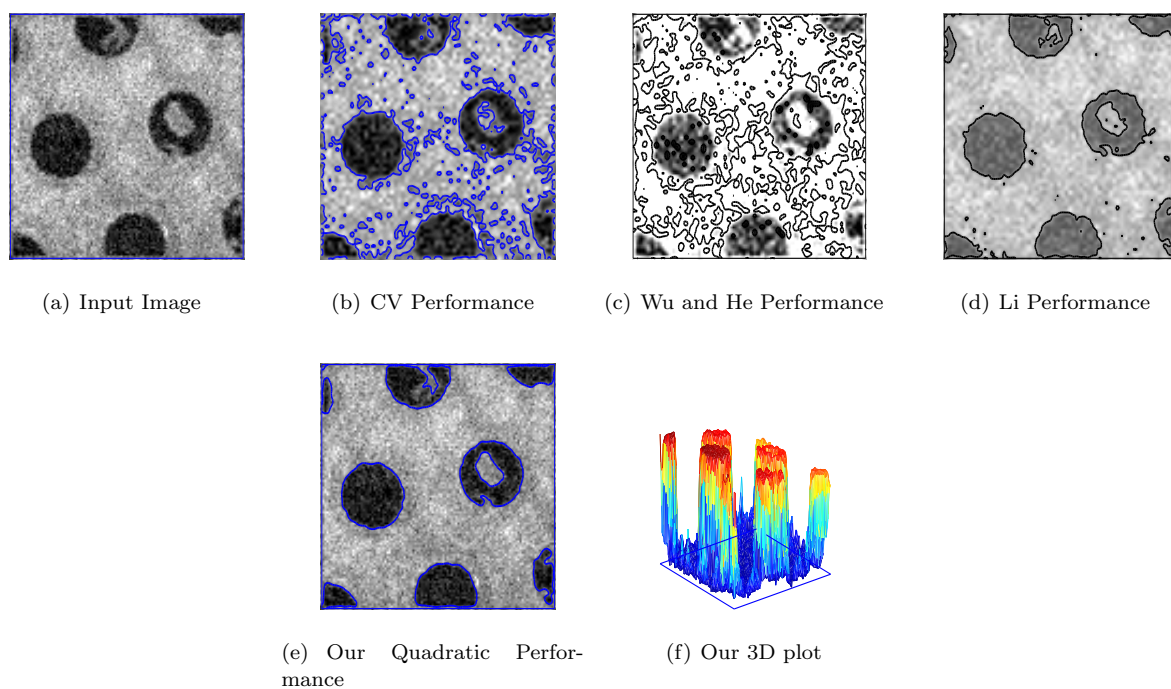 (a) Input Image
(b) CV Performance
(c) Wu and He Performance
(d) Li Performance
(e) Our Quadratic Perfor-
mance
(f) Our 3D plot